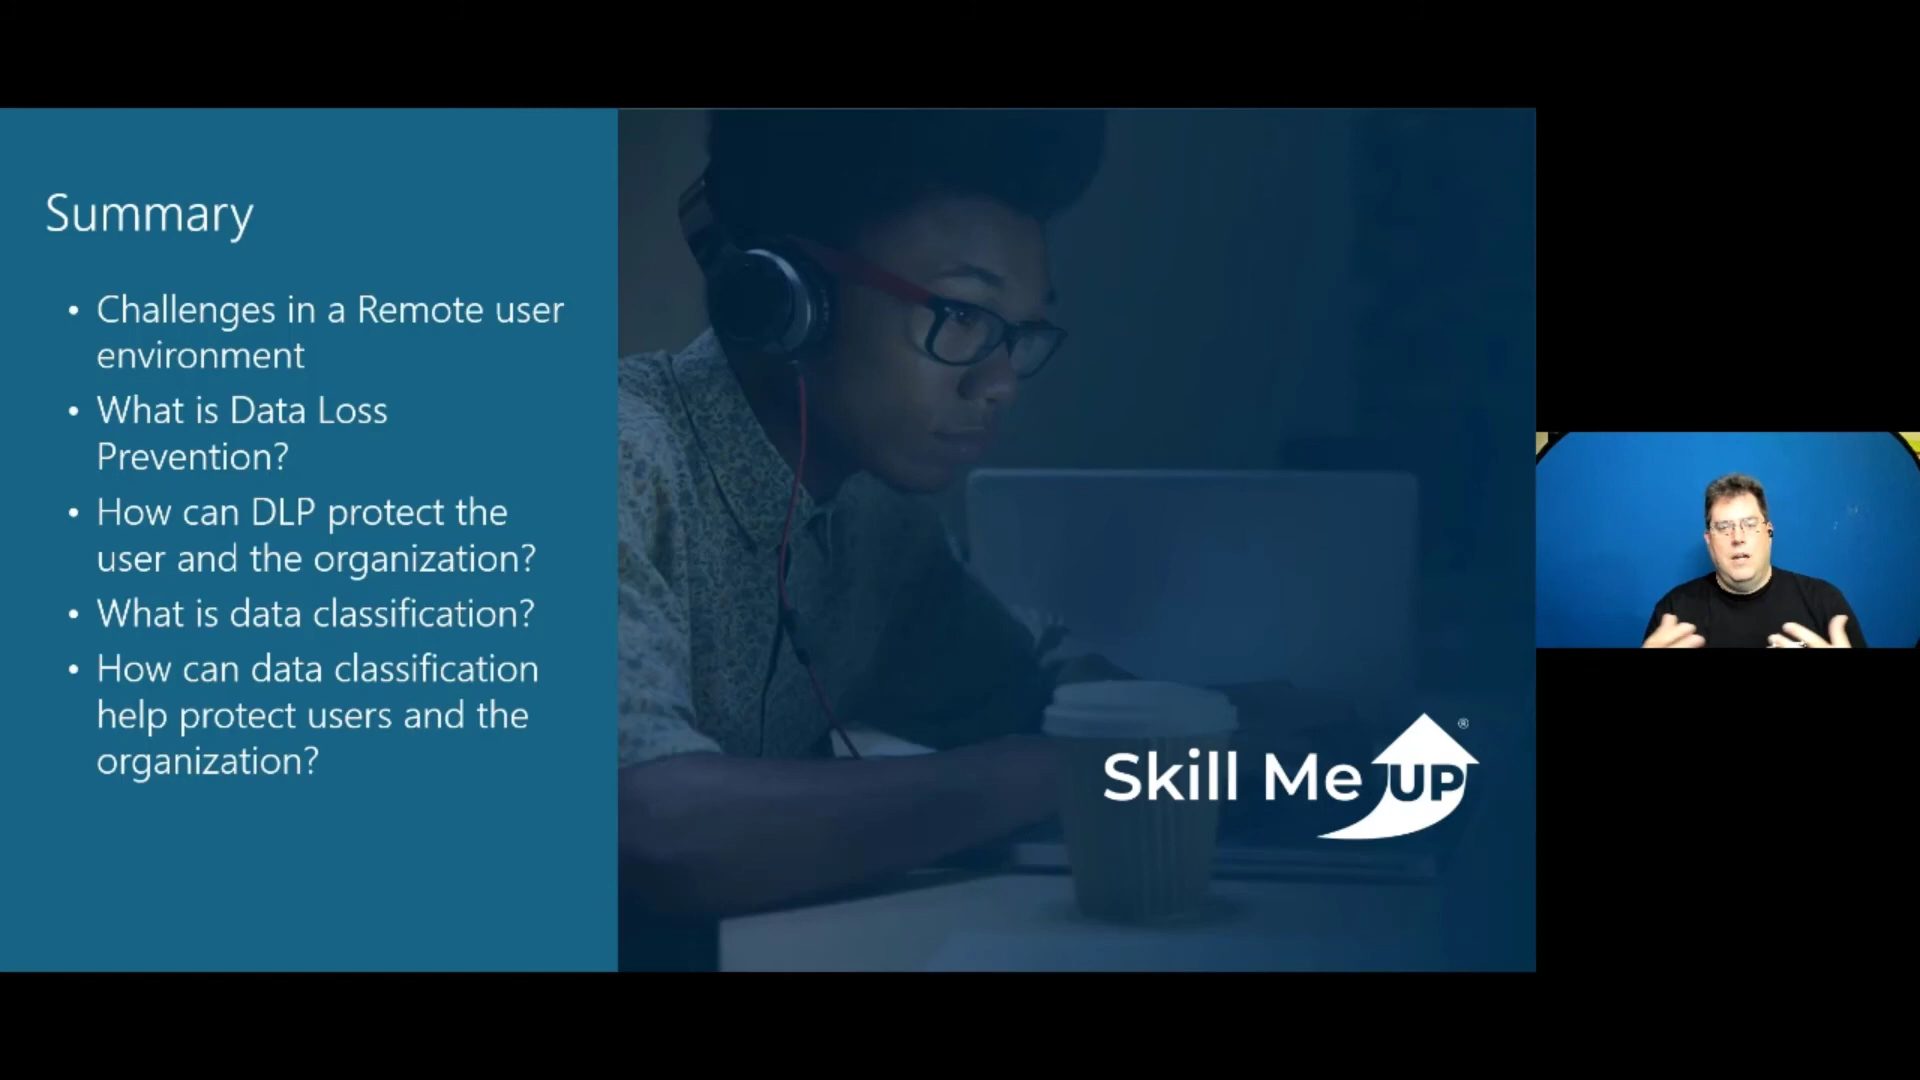 Summary
• Challenges in a Remote user
environment
• What is Data Loss
Prevention?
• How can DLP protect the
user and the organization?
• What is data classification?
• How can data classification
help protect users and the
organization?
Skill Me UP®